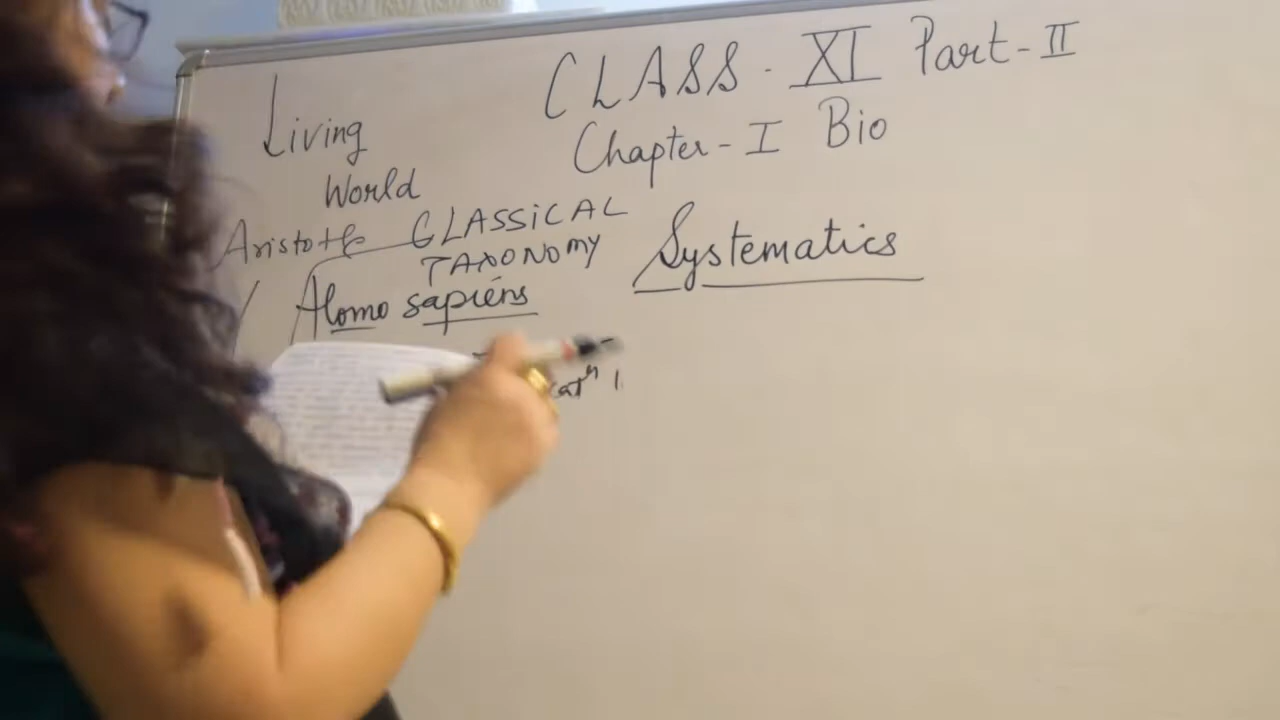 CLASS - XI Part - II
Chapter - I Bio
Living
World
Aristotle CLASSICAL
TAXONOMY
Systematics
Homo sapiens